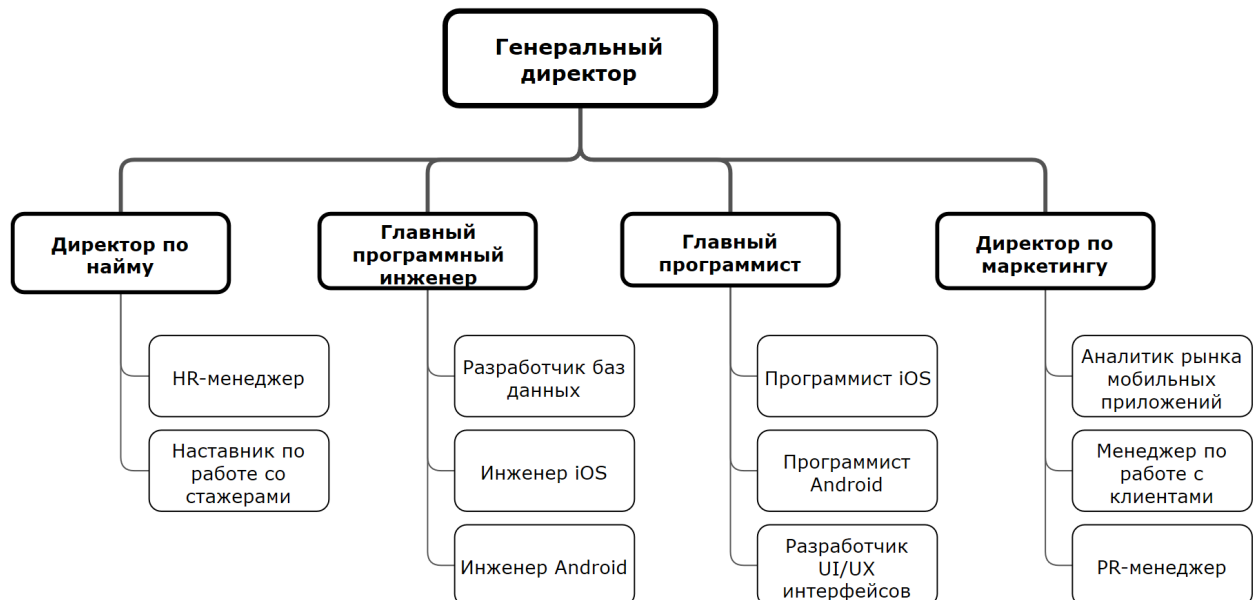 Генеральный
директор
Директор по
найму
Главный
программный
инженер
Главный
программист
Директор по
маркетингу
HR-менеджер
Наставник по
работе со
стажерами
Разработчик баз
данных
Инженер iOS
Инженер Android
Программист iOS
Программист
Android
Разработчик
UI/UX
интерфейсов
Аналитик рынка
мобильных
приложений
Менеджер по
работе с
клиентами
PR-менеджер